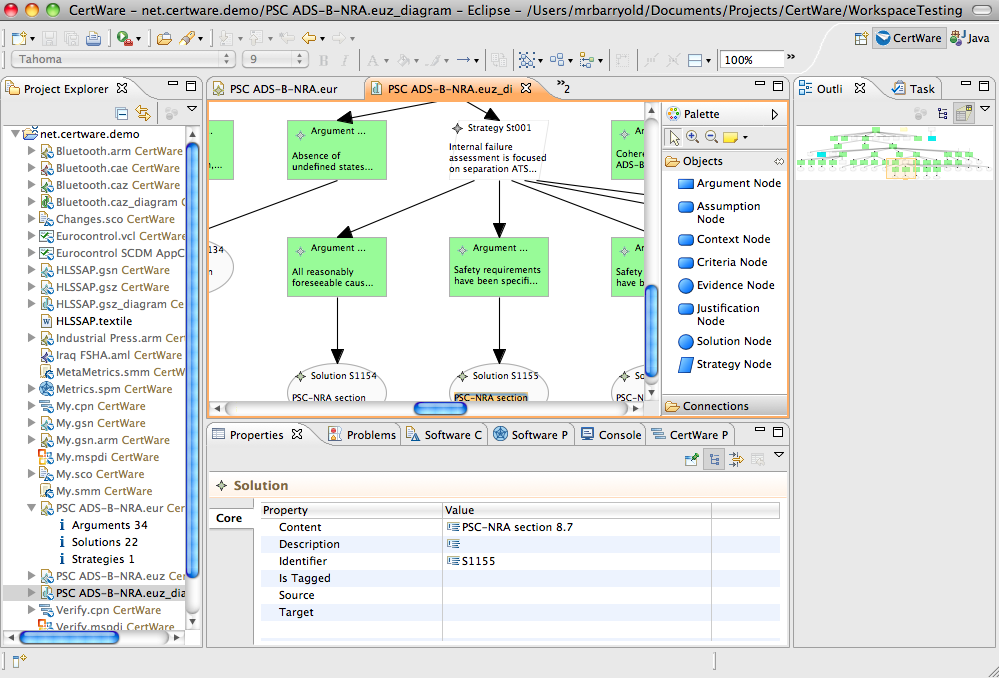 CertWare - net.certware.demo/PSC ADS-B-NRA.euz_diagram - Eclipse - /Users/mrbarryold/Documents/Projects/CertWare/WorkspaceTesting
CertWare
Java
Tahoma
9
B
I
A
100%
»
Project Explorer
net.certware.demo
Bluetooth.arm CertWare
Bluetooth.cae CertWare
Bluetooth.caz CertWare
Bluetooth.caz_diagram C
Changes.sco CertWare
Eurocontrol.vcl CertWare
Eurocontrol SCDM AppC
HLSSAP.gsn CertWare
HLSSAP.gsz CertWare
HLSSAP.gsz_diagram Ce
HLSSAP.textile
Industrial Press.arm Cert
Iraq FSHA.aml CertWare
MetaMetrics.smm CertW
Metrics.spm CertWare
My.cpn CertWare
My.gsn CertWare
My.gsn.arm CertWare
My.mspdi CertWare
My.sco CertWare
My.smm CertWare
PSC ADS-B-NRA.eur Cer
Arguments 34
Solutions 22
Strategies 1
PSC ADS-B-NRA.euz Cer
PSC ADS-B-NRA.euz_dia
Verify.cpn CertWare
Verify.mspdi CertWare
PSC ADS-B-NRA.eur
PSC ADS-B-NRA.euz_di
»2
Argument ...
Absence of
undefined states...
Strategy St001
Internal failure
assessment is focused
on separation ATS...
A
Cohere
ADS-B
134
Argument ...
All reasonably
foreseeable caus...
Argument ...
Safety requirements
have been specifi...
A
Safety
have b
Solution S1154
PSC-NRA section
Solution S1155
PSC-NRA section
So
PSC-N
Palette
Objects
Argument Node
Assumption
Node
Context Node
Criteria Node
Evidence Node
Justification
Node
Solution Node
Strategy Node
Connections
Outli
Task
Properties
Problems
Software C
Software P
Console
CertWare P
Solution
Core
Property
Value
Content
PSC-NRA section 8.7
Description
Identifier
S1155
Is Tagged
Source
Target